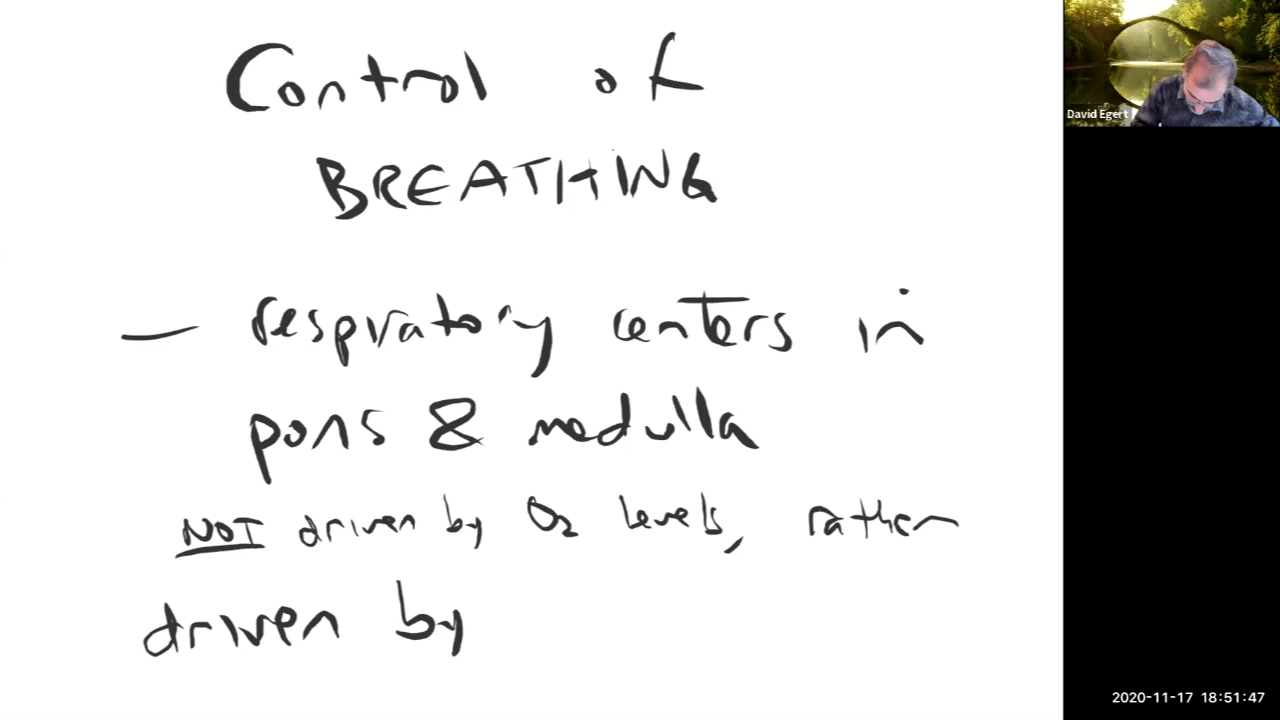 Control of
BREATHING
— respiratory centers in
pons & medulla
NOT driven by O₂ levels, rather
driven by
David Egert
2020-11-17 18:51:47